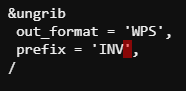 &ungrib
 out_format = 'WPS',
 prefix = 'INV',
/